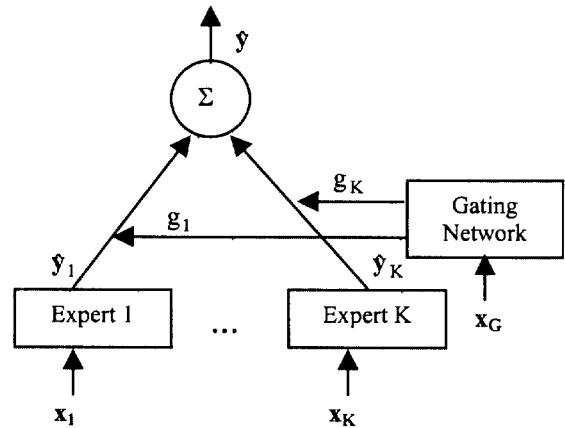 ŷ
Σ
g_K
Gating
Network
g_1
ŷ_1
ŷ_K
Expert 1
...
Expert K
x_G
x_1
x_K